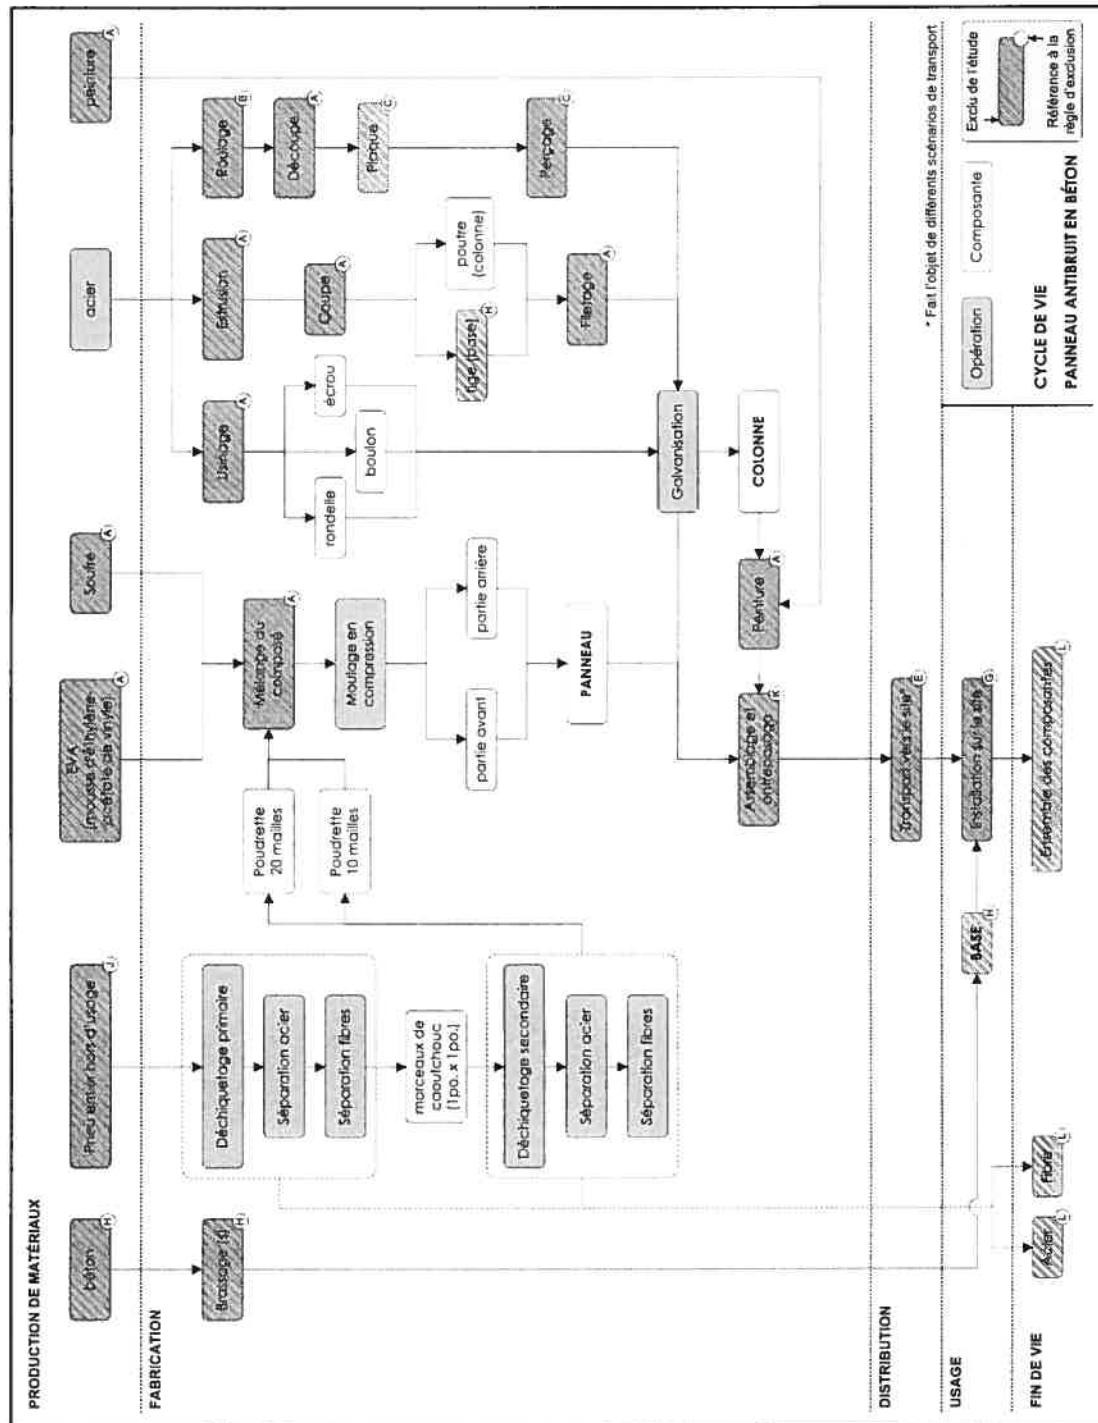 PRODUCTION DE MATÉRIAUX
béton
H
Pneu entier hors d'usage
J
EVA
(mousse d'éthylène
acétate de vinyle)
A
Soufre
A
acier
peinture
A
FABRICATION
Brassage (s)
H
Déchiquetage primaire
Séparation acier
Séparation fibres
morceaux de
caoutchouc
(1po. x 1po.)
Déchiquetage secondaire
Séparation acier
Séparation fibres
Poudrette
20 mailles
Poudrette
10 mailles
Mélange du
composé
A
Moulage en
compression
partie avant
partie arrière
PANNEAU
Usinage
A
rondelle
boulon
écrou
Extrusion
A
Coupe
A
tige (base)
H
poutre
(colonne)
Filetage
A
Roulage
B
Découpe
A
Plaque
C
Perçage
C
Galvanisation
COLONNE
Peinture
A
Assemblage et
entreposage
K
DISTRIBUTION
Transport vers le site*
E
* Fait l'objet de différents scénarios de transport
USAGE
BASE
H
Installation sur le site
G
FIN DE VIE
Acier
L
Fibre
L
Ensemble des composantes
L
Opération
Composante
Exclu de l'étude
Référence à la
règle d'exclusion
CYCLE DE VIE
PANNEAU ANTIBRUIT EN BÉTON